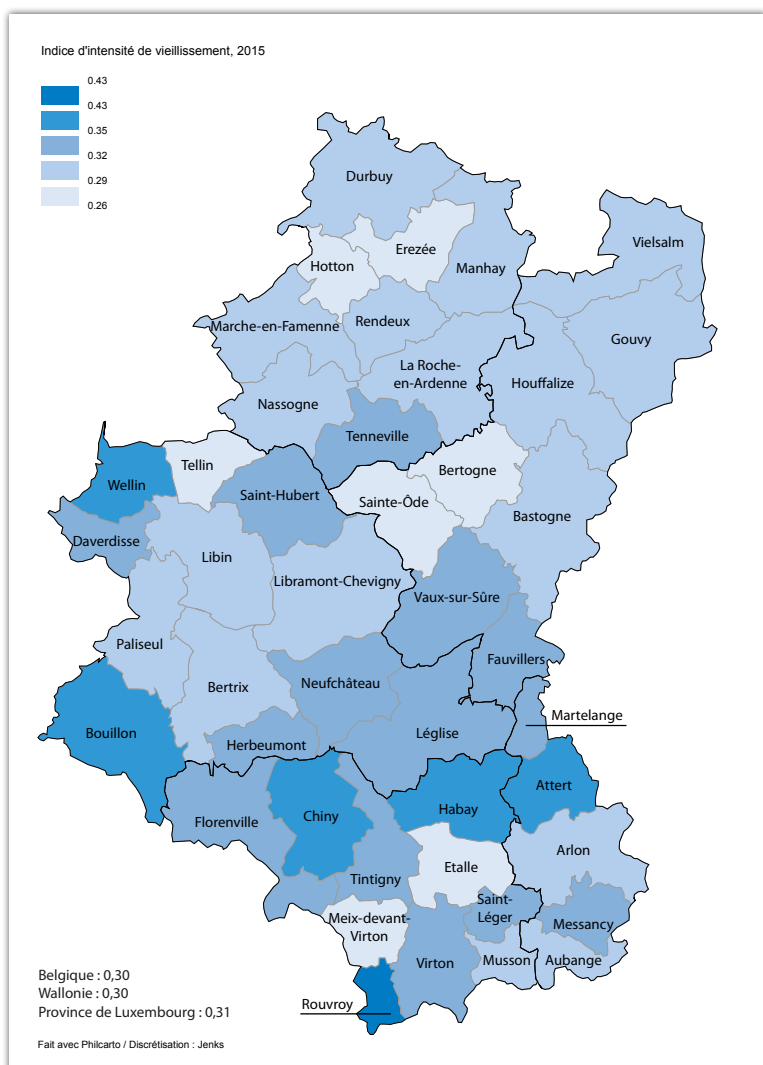 Indice d'intensité de vieillissement, 2015
0.43
0.43
0.35
0.32
0.29
0.26
Durbuy
Vielsalm
Erezée
Hotton
Manhay
Marche-en-Famenne
Rendeux
Gouvy
La Roche-
en-Ardenne
Houffalize
Nassogne
Tenneville
Tellin
Bertogne
Wellin
Saint-Hubert
Sainte-Ôde
Bastogne
Daverdisse
Libin
Libramont-Chevigny
Vaux-sur-Sûre
Paliseul
Fauvillers
Bertrix
Neufchâteau
Martelange
Bouillon
Herbeumont
Léglise
Attert
Habay
Chiny
Florenville
Arlon
Etalle
Tintigny
Saint-
Léger
Meix-devant-
Virton
Messancy
Virton
Musson
Aubange
Rouvroy
Belgique : 0,30
Wallonie : 0,30
Province de Luxembourg : 0,31
Fait avec Philcarto / Discrétisation : Jenks